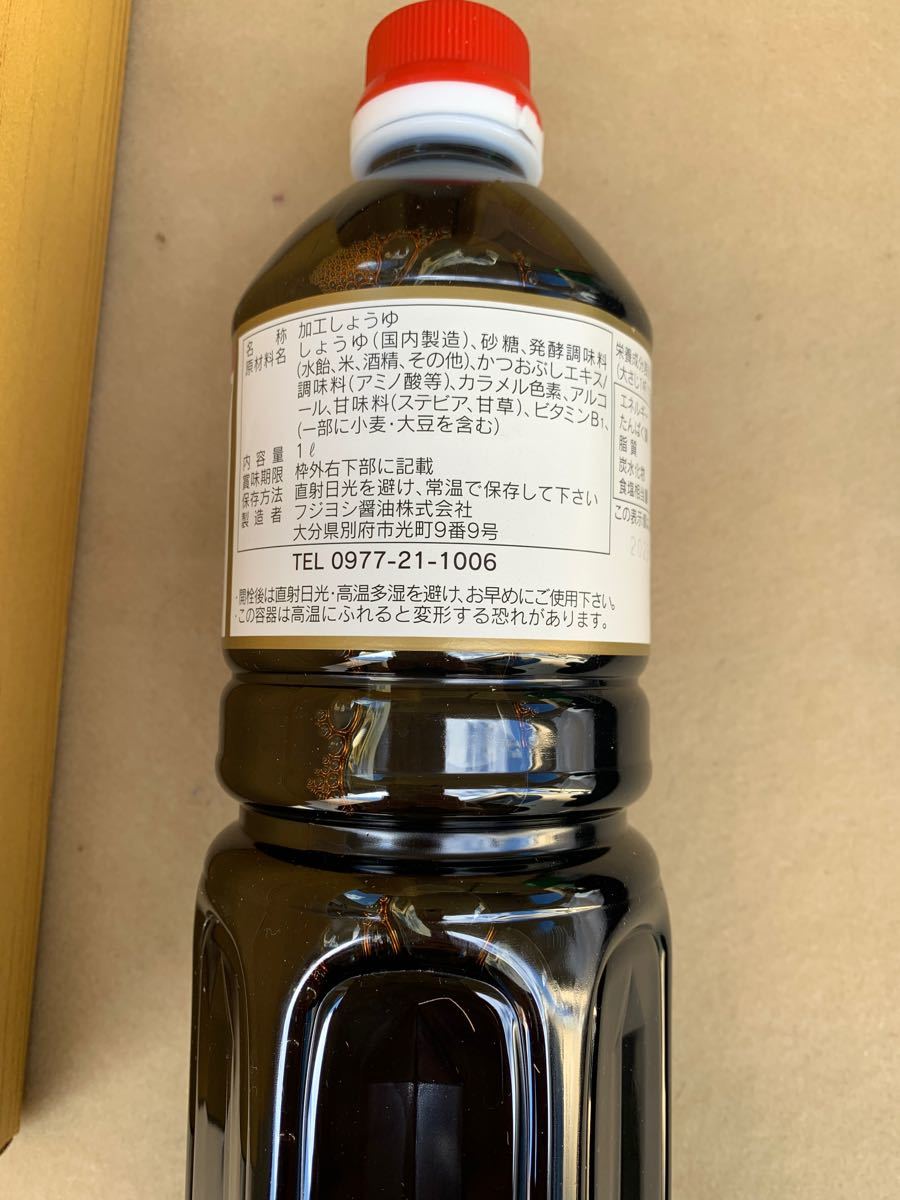 名称 加工しょうゆ
原材料名 しょうゆ(国内製造)、砂糖、発酵調味料
(水飴、米、酒精、その他)、かつおぶしエキス/
調味料(アミノ酸等)、カラメル色素、アルコ
ール、甘味料(ステビア、甘草)、ビタミンB1、
(一部に小麦・大豆を含む)
内容量 1ℓ
賞味期限 枠外右下部に記載
保存方法 直射日光を避け、常温で保存して下さい
製造者 フジヨシ醤油株式会社
大分県別府市光町9番9号
TEL 0977-21-1006
・開栓後は直射日光・高温多湿を避け、お早めにご使用下さい。
・この容器は高温にふれると変形する恐れがあります。
栄養成分表
(大さじ1
エネルギー
たんぱく質
脂質
炭水化物
食塩相当量
この表示値は
202